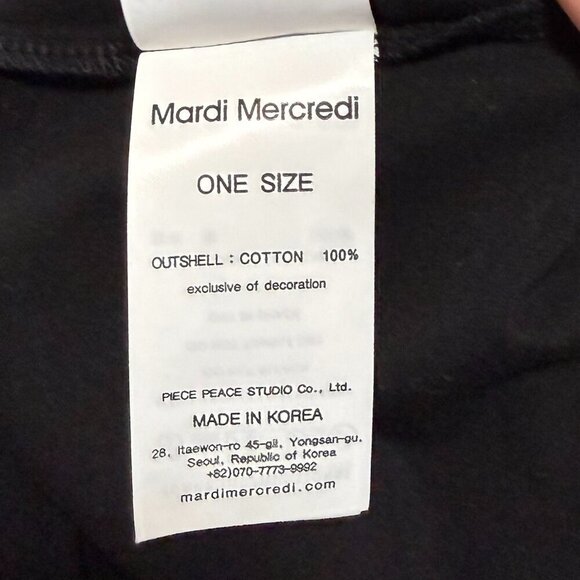 Mardi Mercredi
ONE SIZE
OUTSHELL : COTTON 100%
exclusive of decoration
PIECE PEACE STUDIO Co., Ltd.
MADE IN KOREA
28, Itaewon-ro 45-gil, Yongsan-gu,
Seoul, Republic of Korea
+82)070-7773-9992
mardimercredi.com